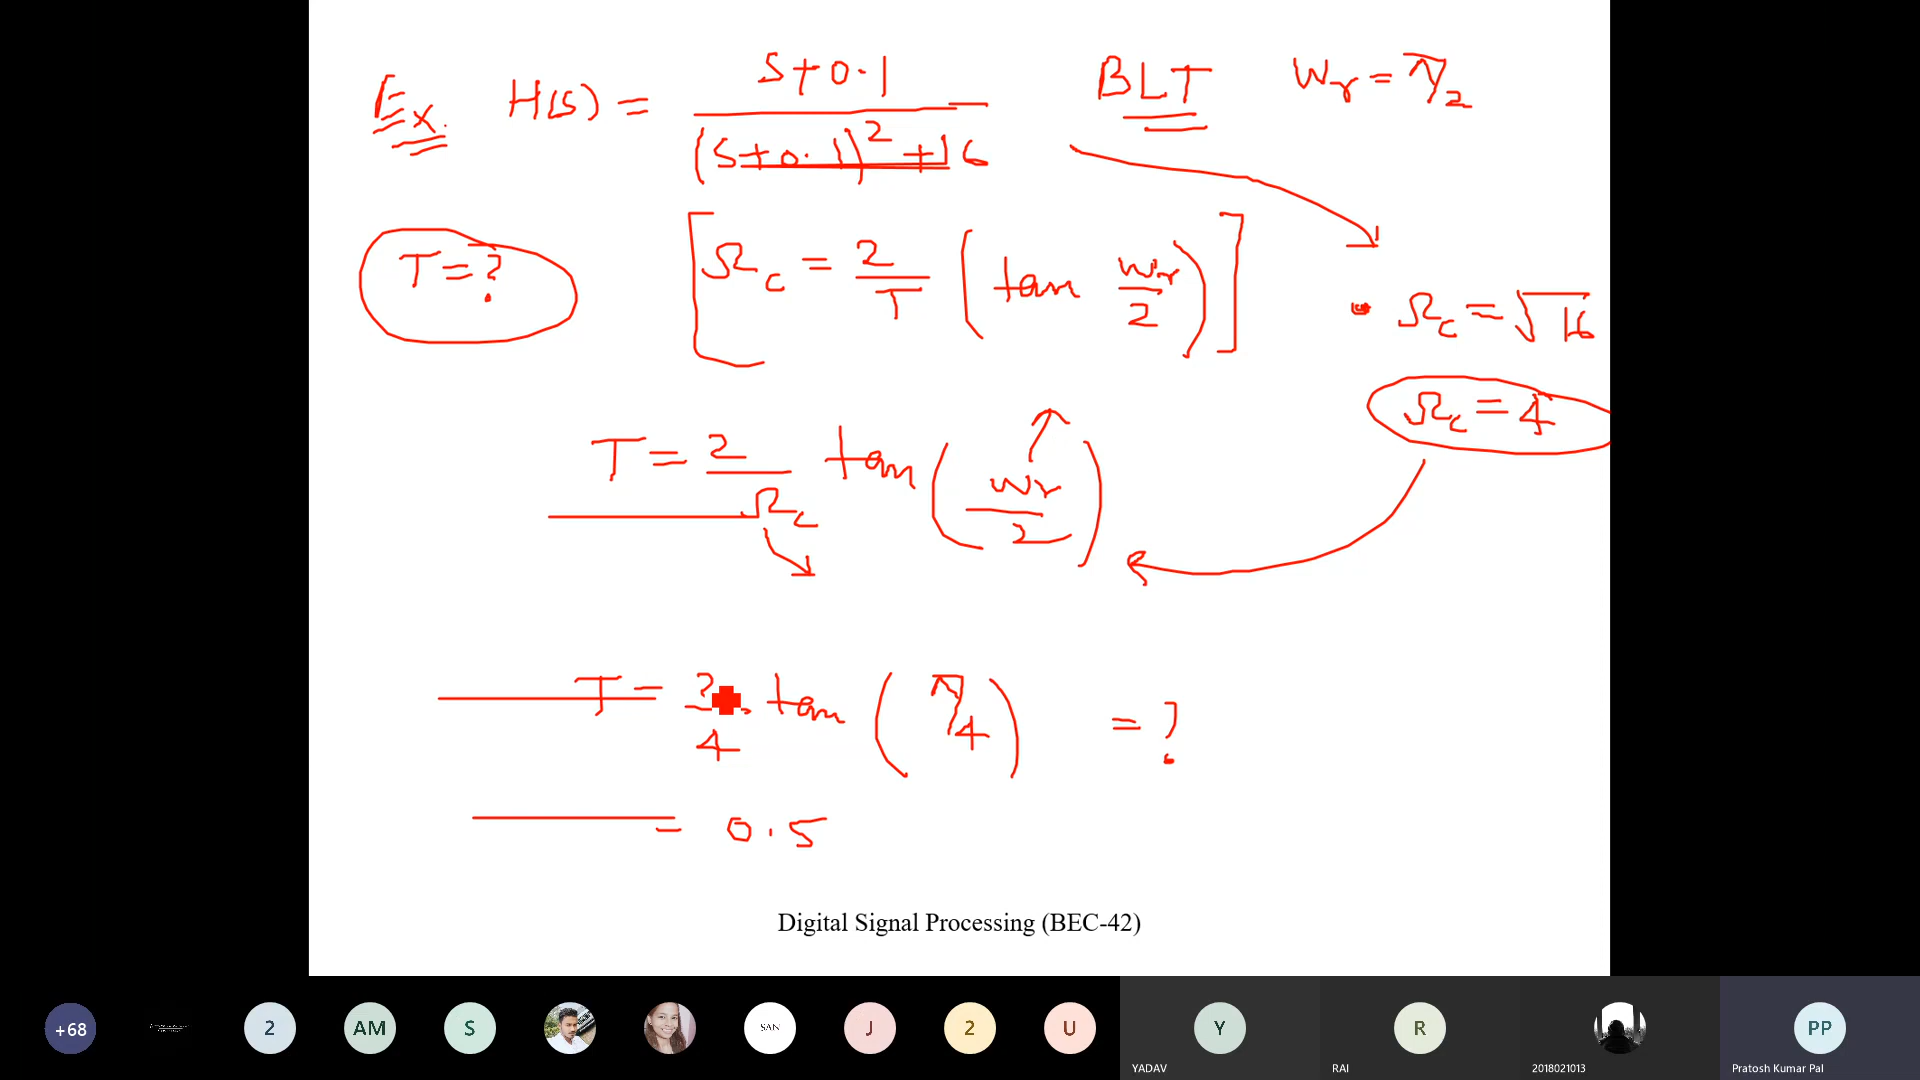 Ex. H(s) = s+0.1 / (s+0.1)² + 16 BLT ωr = π/2
T = ?
[Ωc = 2/T (tan ωr/2)]
Ωc = √16
Ωc = 4
T = 2/Ωc tan (ωr/2)
T = 2/4 . tan (π/4) = ?
= 0.5
Digital Signal Processing (BEC-42)
+68 2 AM S SAN J 2 U Y R PP
YADAV RAI 2018021013 Pratosh Kumar Pal